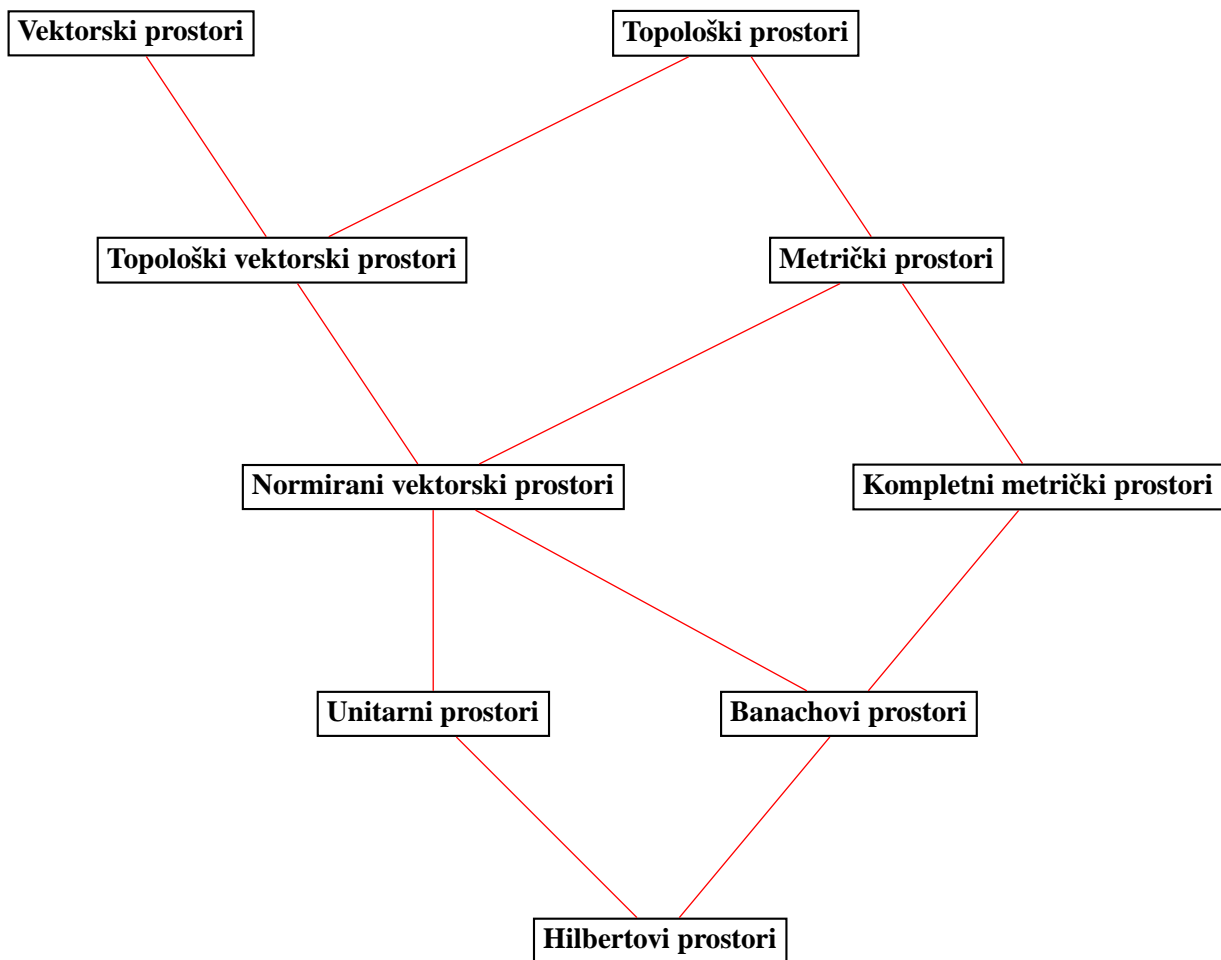 Vektorski prostori
Topološki prostori
Topološki vektorski prostori
Metrički prostori
Normirani vektorski prostori
Kompletni metrički prostori
Unitarni prostori
Banachovi prostori
Hilbertovi prostori